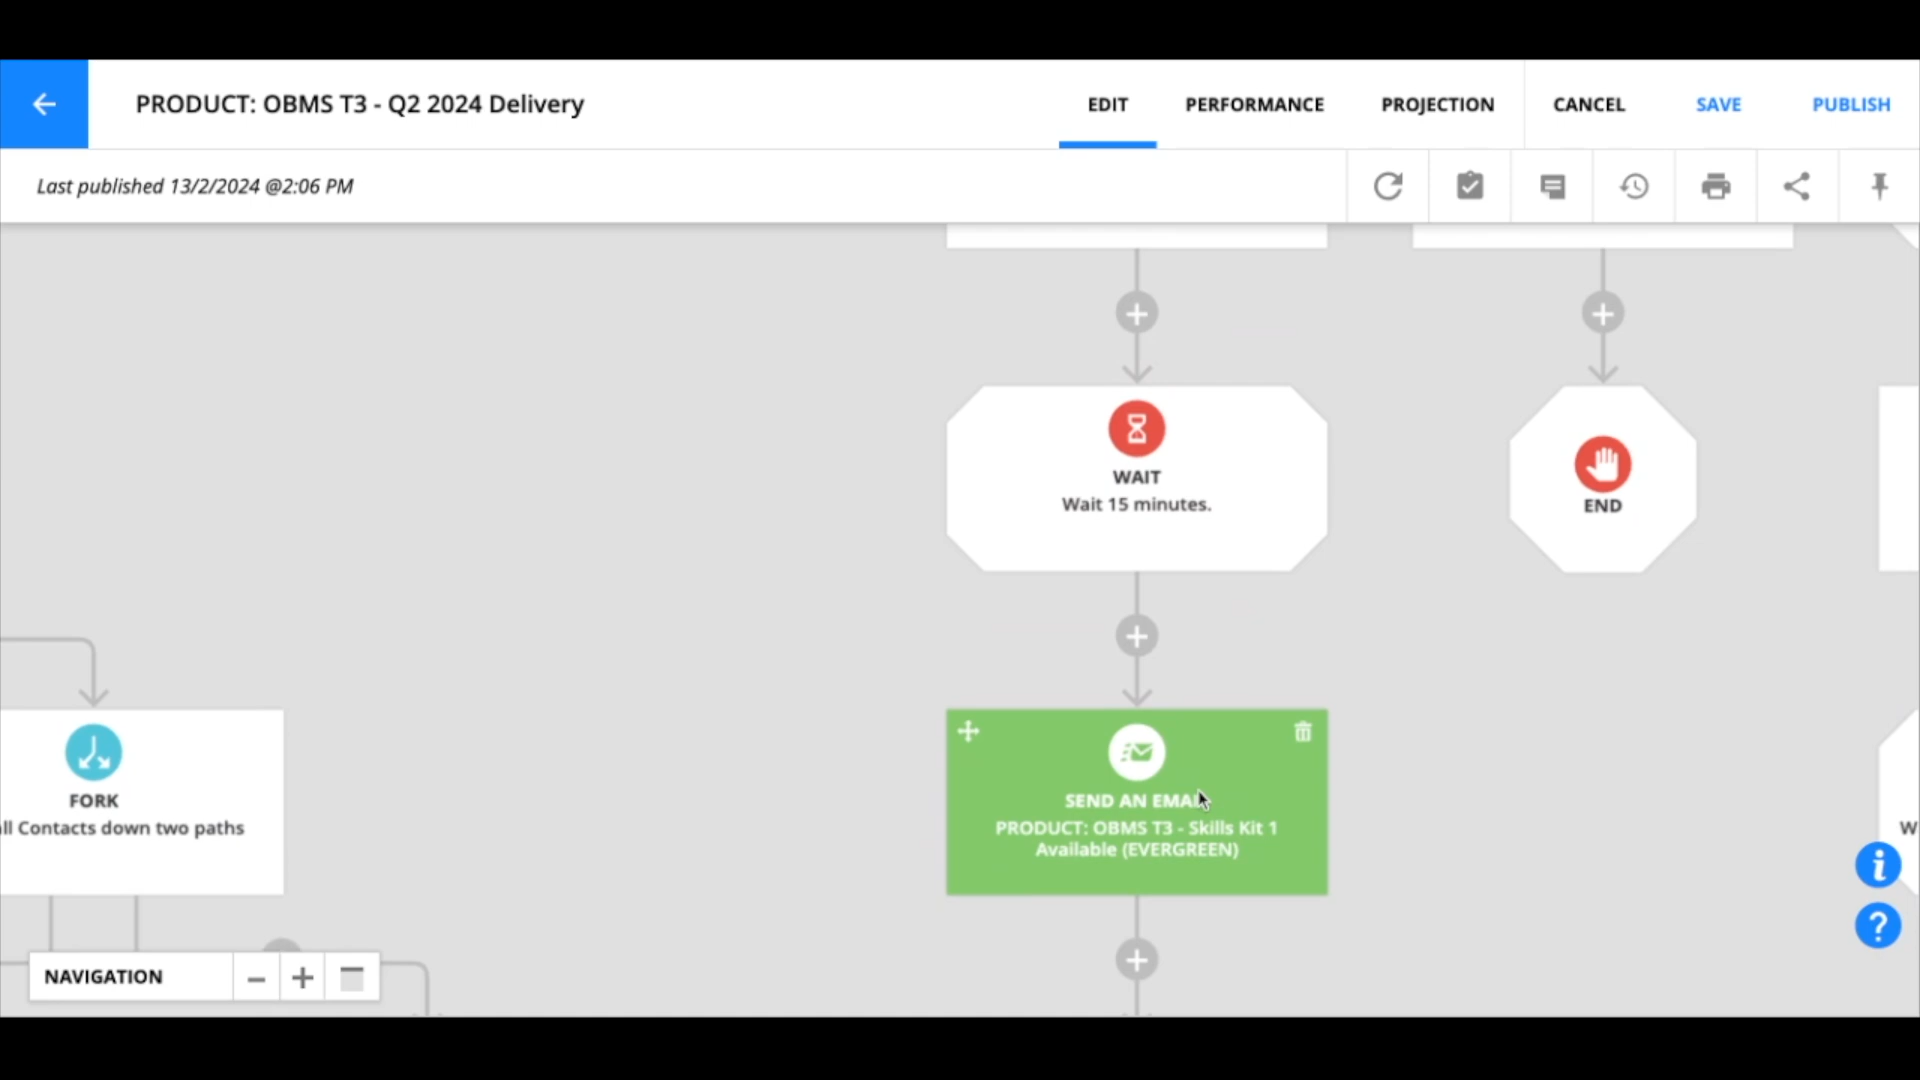 PRODUCT: OBMS T3 - Q2 2024 Delivery
EDIT
PERFORMANCE
PROJECTION
CANCEL
SAVE
PUBLISH
Last published 13/2/2024 @2:06 PM
WAIT
Wait 15 minutes.
END
FORK
ll Contacts down two paths
SEND AN EMAI
PRODUCT: OBMS T3 - Skills Kit 1
Available (EVERGREEN)
W
NAVIGATION